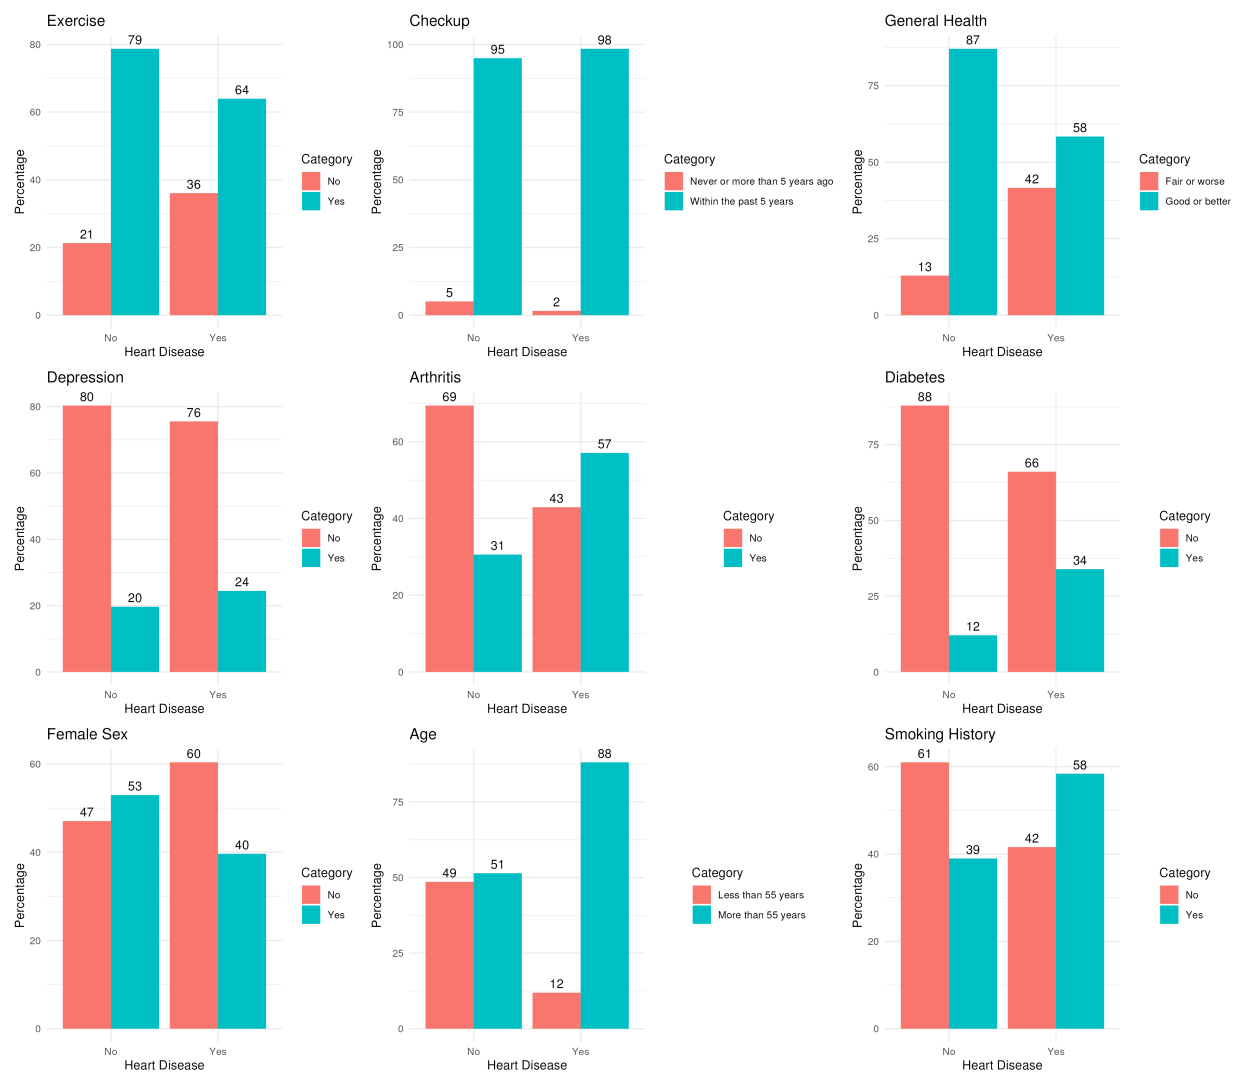 Exercise
80
60
40
20
0
79
64
36
21
Percentage
No
Yes
Heart Disease
Category
No
Yes
Checkup
100
75
50
25
0
95
98
5
2
Percentage
No
Yes
Heart Disease
Category
Never or more than 5 years ago
Within the past 5 years
General Health
75
50
25
0
87
58
42
13
Percentage
No
Yes
Heart Disease
Category
Fair or worse
Good or better
Depression
80
60
40
20
0
80
76
20
24
Percentage
No
Yes
Heart Disease
Category
No
Yes
Arthritis
60
40
20
0
69
57
43
31
Percentage
No
Yes
Heart Disease
Category
No
Yes
Diabetes
75
50
25
0
88
66
34
12
Percentage
No
Yes
Heart Disease
Category
No
Yes
Female Sex
60
40
20
0
60
53
47
40
Percentage
No
Yes
Heart Disease
Category
No
Yes
Age
75
50
25
0
88
49
51
12
Percentage
No
Yes
Heart Disease
Category
Less than 55 years
More than 55 years
Smoking History
60
40
20
0
61
58
42
39
Percentage
No
Yes
Heart Disease
Category
No
Yes